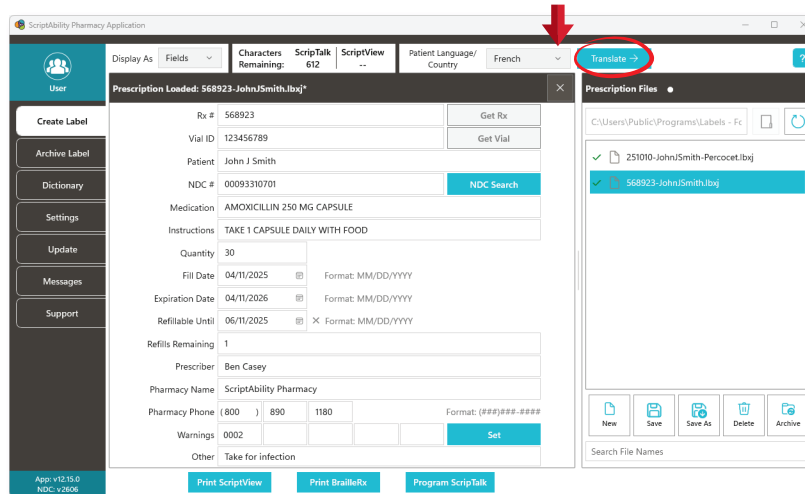 ScriptAbility Pharmacy Application
User
Create Label
Archive Label
Dictionary
Settings
Update
Messages
Support
App: v12.15.0
NDC: v2606
Display As Fields
Characters Remaining: ScripTalk 612 ScriptView --
Patient Language/ Country French
Translate →
?
Prescription Loaded: 568923-JohnJSmith.lbxj*
Rx # 568923 Get Rx
Vial ID 123456789 Get Vial
Patient John J Smith
NDC # 00093310701 NDC Search
Medication AMOXICILLIN 250 MG CAPSULE
Instructions TAKE 1 CAPSULE DAILY WITH FOOD
Quantity 30
Fill Date 04/11/2025 Format: MM/DD/YYYY
Expiration Date 04/11/2026 Format: MM/DD/YYYY
Refillable Until 06/11/2025 Format: MM/DD/YYYY
Refills Remaining 1
Prescriber Ben Casey
Pharmacy Name ScriptAbility Pharmacy
Pharmacy Phone (800 ) 890 1180 Format: (###)###-####
Warnings 0002 Set
Other Take for infection
Print ScriptView Print BrailleRx Program ScripTalk
Prescription Files
C:\Users\Public\Programs\Labels - Fc
251010-JohnJSmith-Percocet.lbxj
568923-JohnJSmith.lbxj
New Save Save As Delete Archive
Search File Names